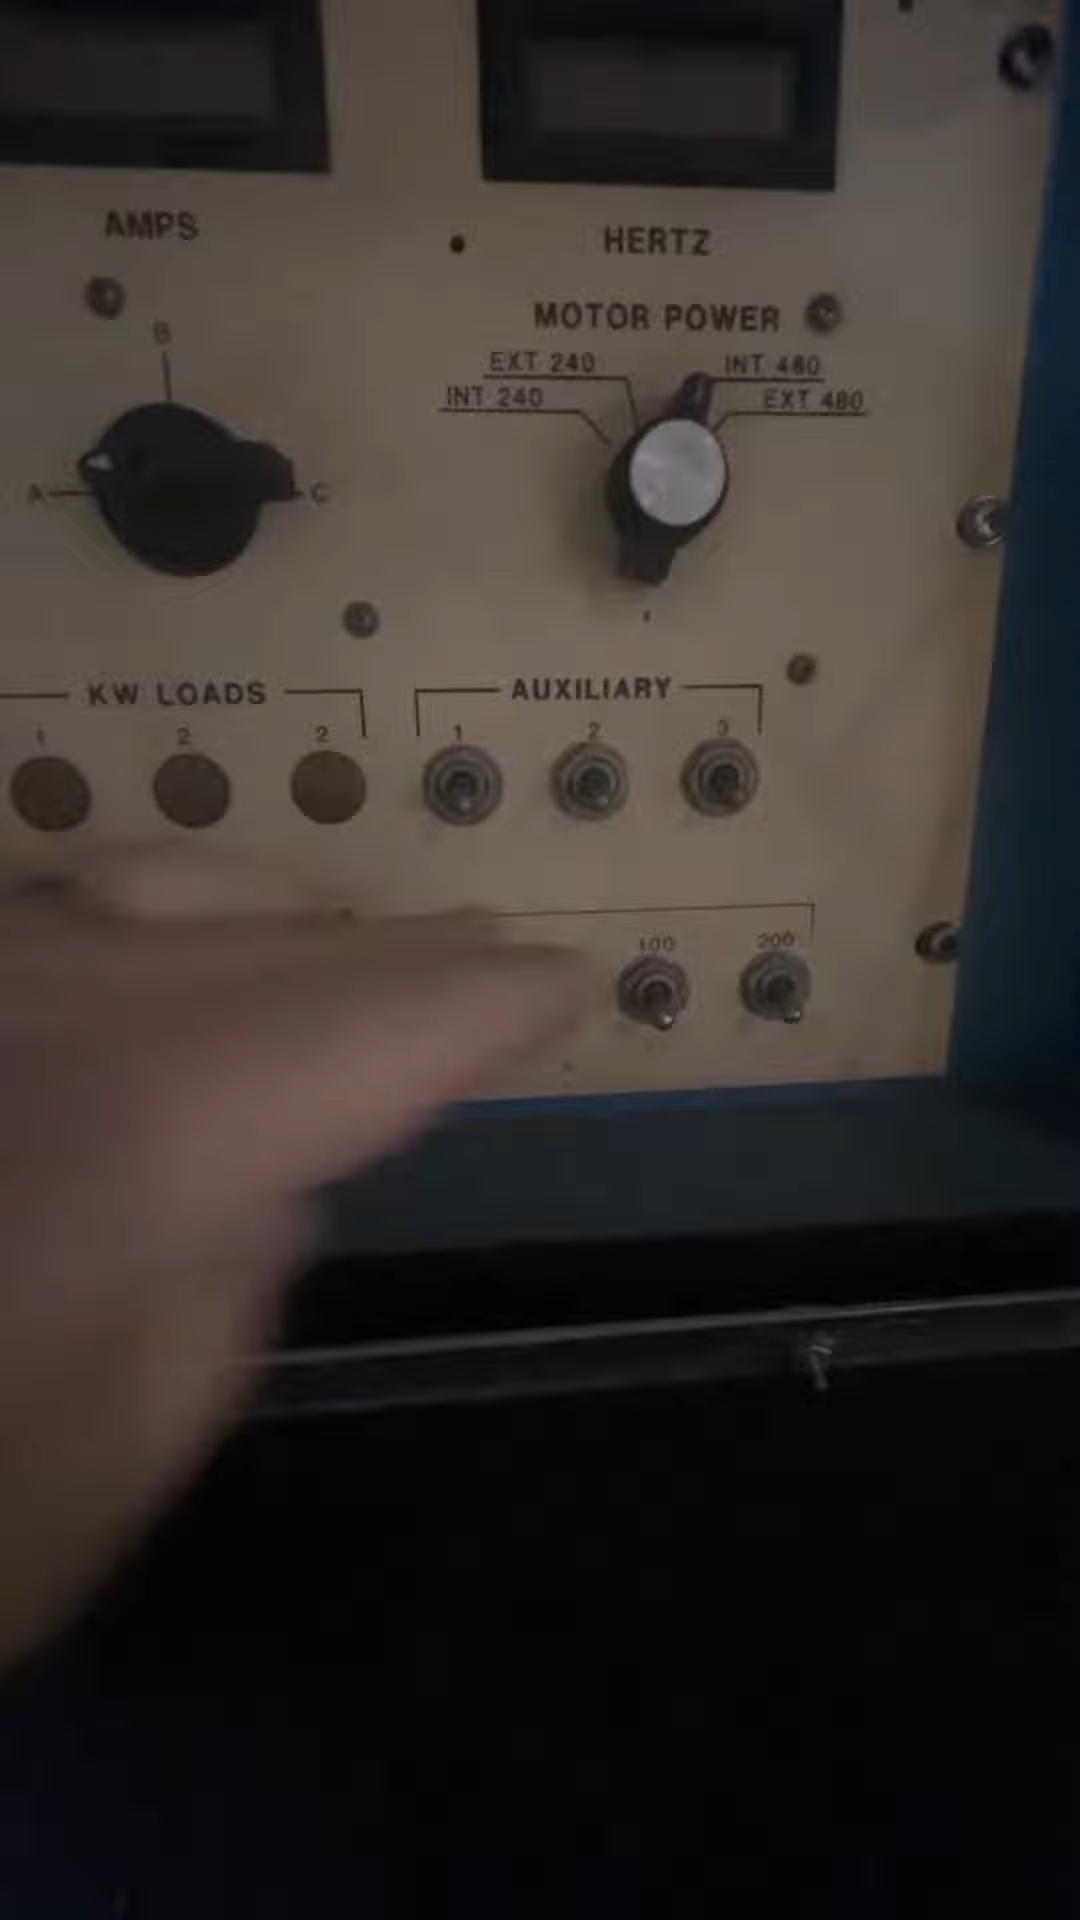 AMPS
HERTZ
MOTOR POWER
EXT 240
INT 480
INT 240
EXT 480
B
A
C
KW LOADS
AUXILIARY
1 2 2
1 2 3
100 200